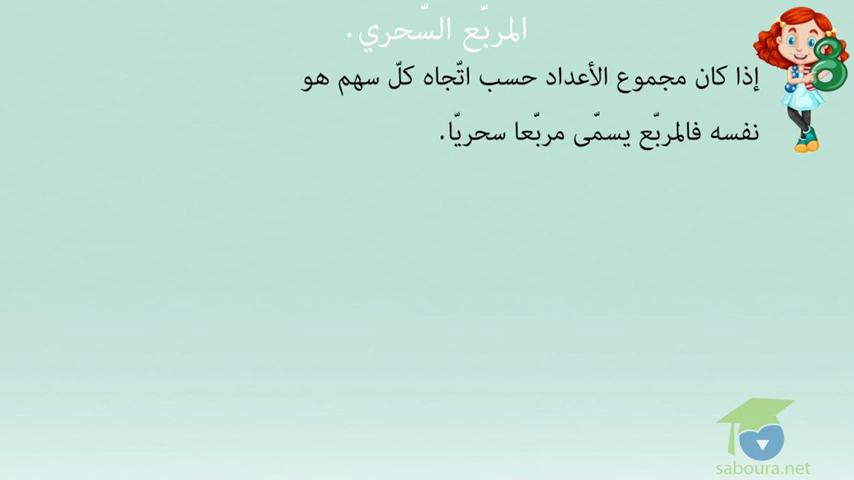 المربّع السّحري.
إذا كان مجموع الأعداد حسب اتّجاه كلّ سهم هو
نفسه فالمربّع يسمّى مربّعا سحريّا.
saboura.net